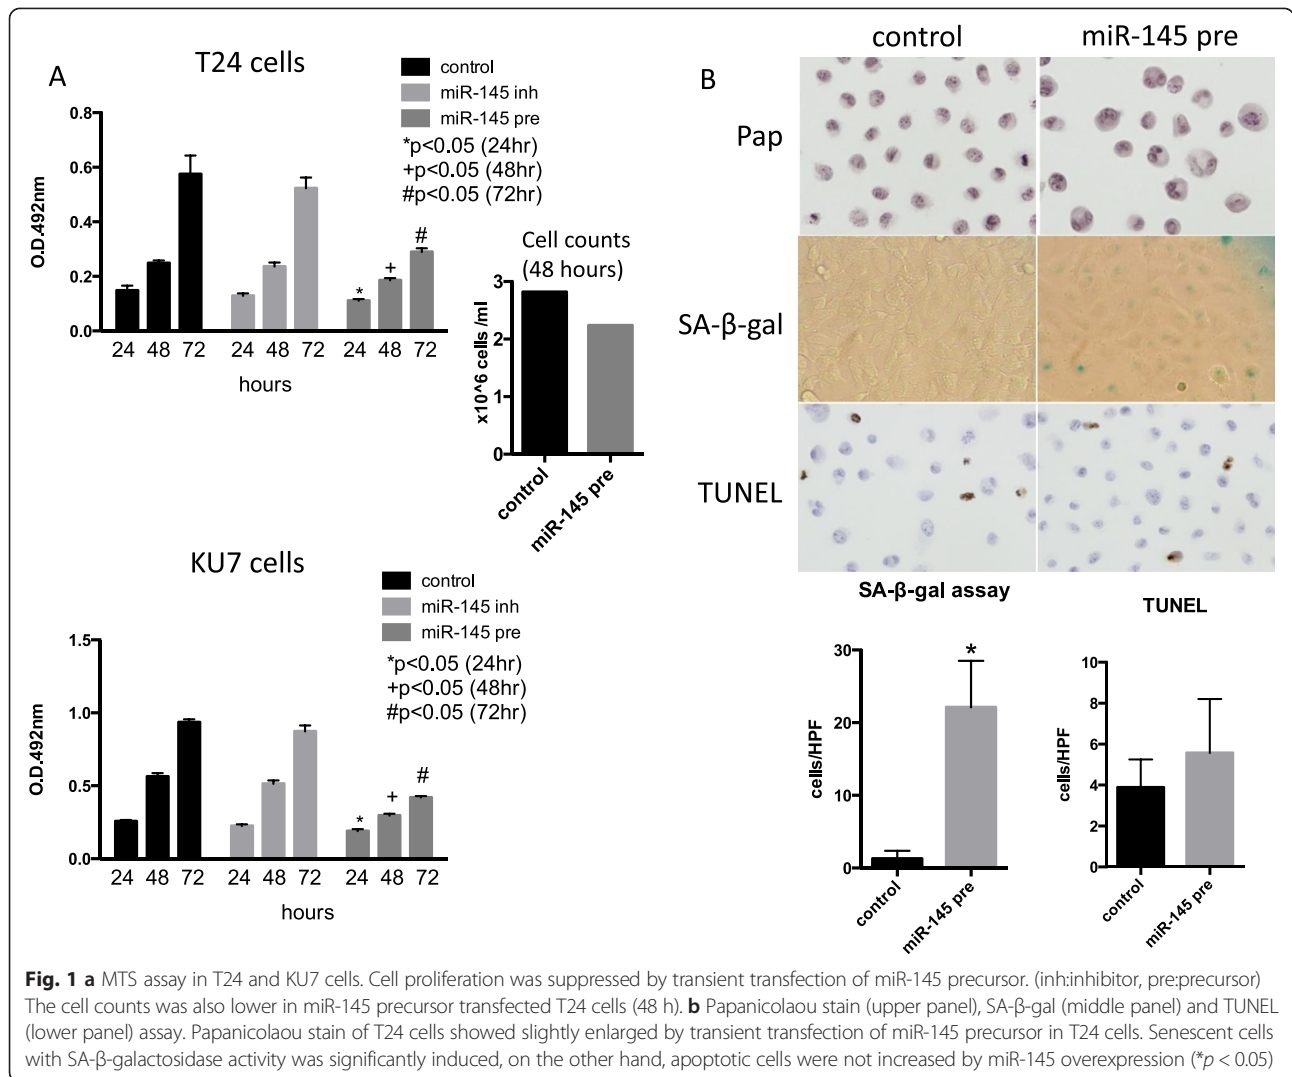 A
T24 cells
control
miR-145 inh
miR-145 pre
*p<0.05 (24hr)
+p<0.05 (48hr)
#p<0.05 (72hr)
O.D.492nm
0.8
0.6
0.4
0.2
0.0
*
+
#
24 48 72 24 48 72 24 48 72
hours
Cell counts
(48 hours)
x10^6 cells /ml
3
2
1
0
control
miR-145 pre
KU7 cells
control
miR-145 inh
miR-145 pre
*p<0.05 (24hr)
+p<0.05 (48hr)
#p<0.05 (72hr)
O.D.492nm
1.5
1.0
0.5
0.0
*
+
#
24 48 72 24 48 72 24 48 72
hours
B
control miR-145 pre
Pap
SA-β-gal
TUNEL
SA-β-gal assay
cells/HPF
30
20
10
0
*
control
miR-145 pre
TUNEL
cells/HPF
10
8
6
4
2
0
control
miR-145 pre
Fig. 1 a MTS assay in T24 and KU7 cells. Cell proliferation was suppressed by transient transfection of miR-145 precursor. (inh:inhibitor, pre:precursor)
The cell counts was also lower in miR-145 precursor transfected T24 cells (48 h). b Papanicolaou stain (upper panel), SA-β-gal (middle panel) and TUNEL
(lower panel) assay. Papanicolaou stain of T24 cells showed slightly enlarged by transient transfection of miR-145 precursor in T24 cells. Senescent cells
with SA-β-galactosidase activity was significantly induced, on the other hand, apoptotic cells were not increased by miR-145 overexpression (*p < 0.05)